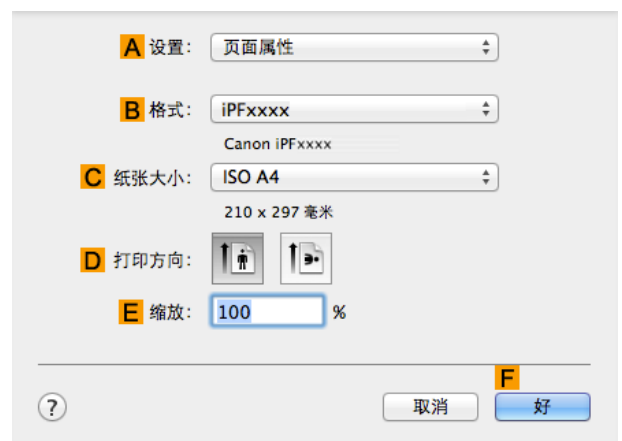 A 设置: 页面属性
B 格式: iPFxxxx
Canon iPFxxxx
C 纸张大小: ISO A4
210 x 297 毫米
D 打印方向:
E 缩放: 100 %
F
? 取消 好